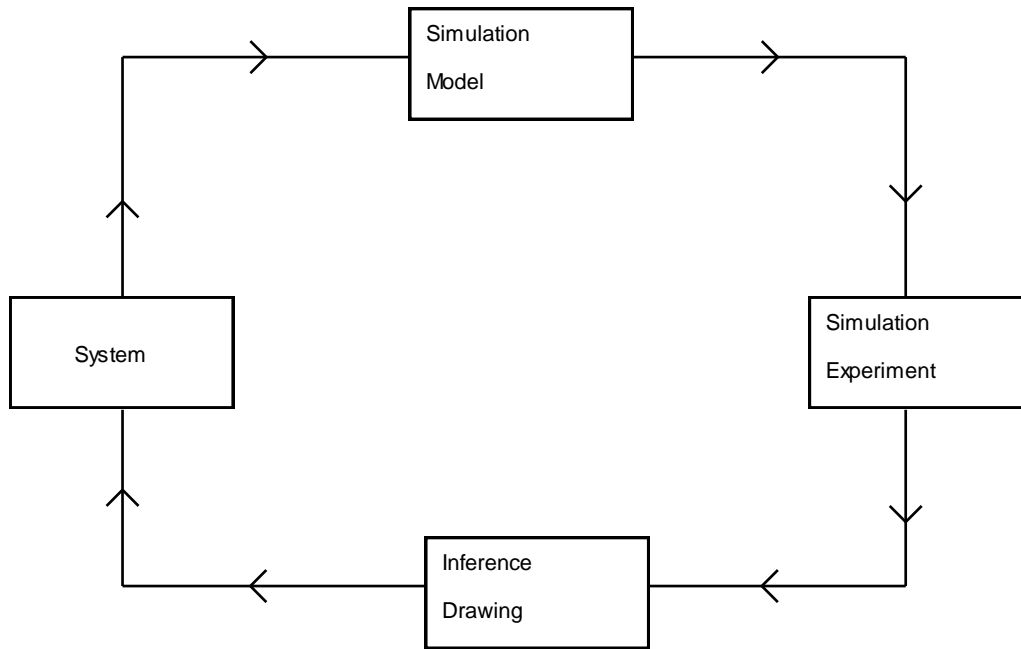 Simulation
Model
System
Simulation
Experiment
Inference
Drawing